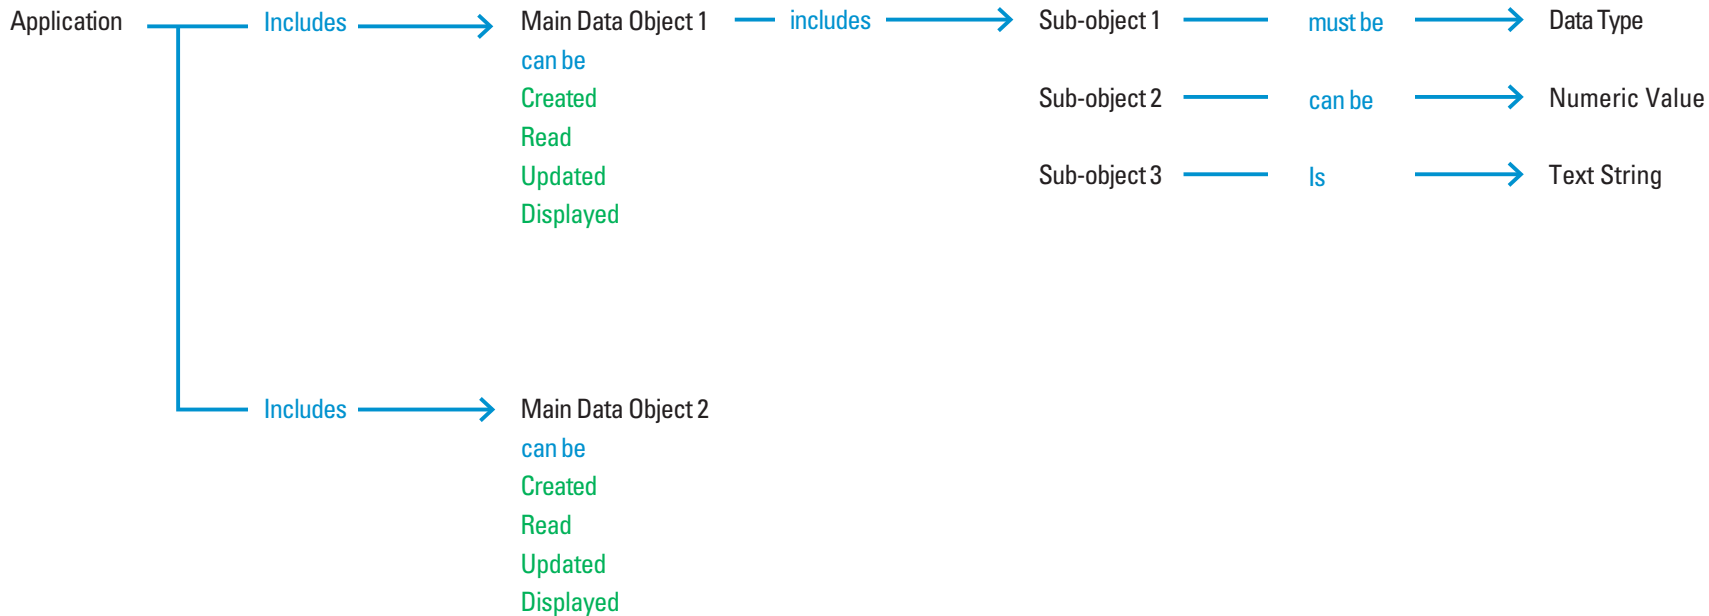 Application Includes Main Data Object 1 includes Sub-object 1 must be Data Type
can be
Created Sub-object 2 can be Numeric Value
Read
Updated Sub-object 3 Is Text String
Displayed
Includes Main Data Object 2
can be
Created
Read
Updated
Displayed